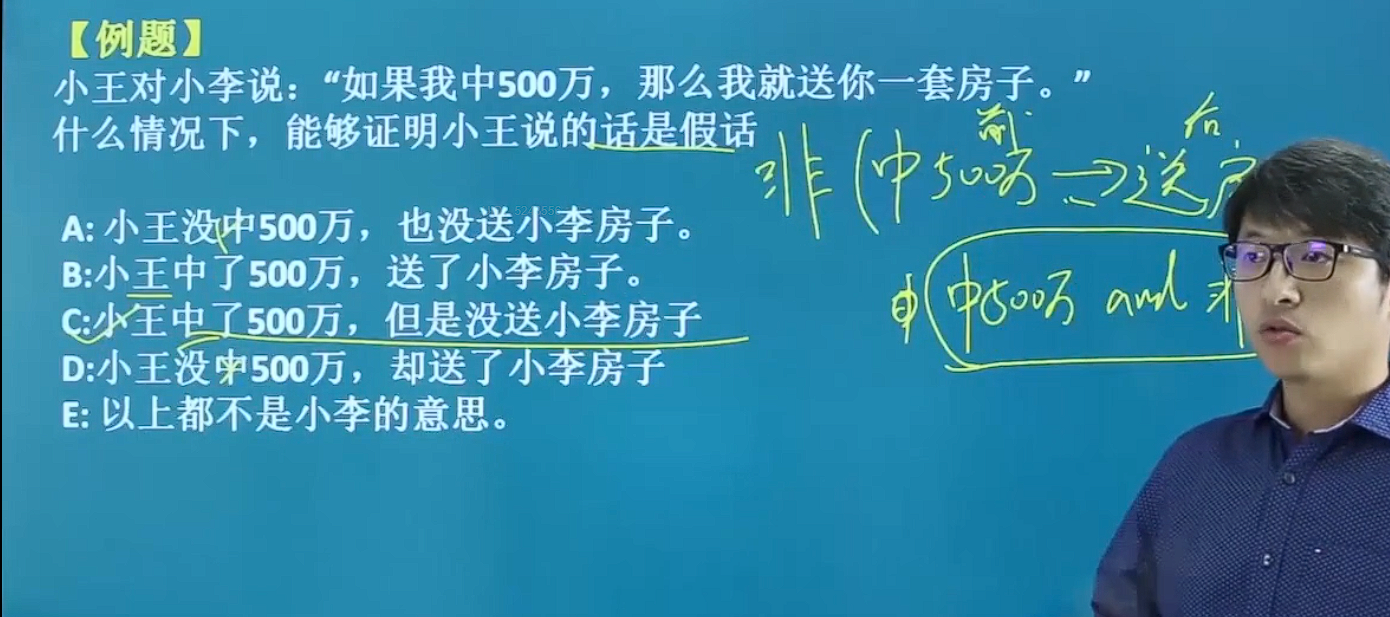 【例题】
小王对小李说：“如果我中500万，那么我就送你一套房子。”
什么情况下，能够证明小王说的话是假话
前 后
非（中500万→送房
A: 小王没中500万，也没送小李房子。
B:小王中了500万，送了小李房子。
中500万 and 非
C:小王中了500万，但是没送小李房子
D:小王没中500万，却送了小李房子
E: 以上都不是小李的意思。